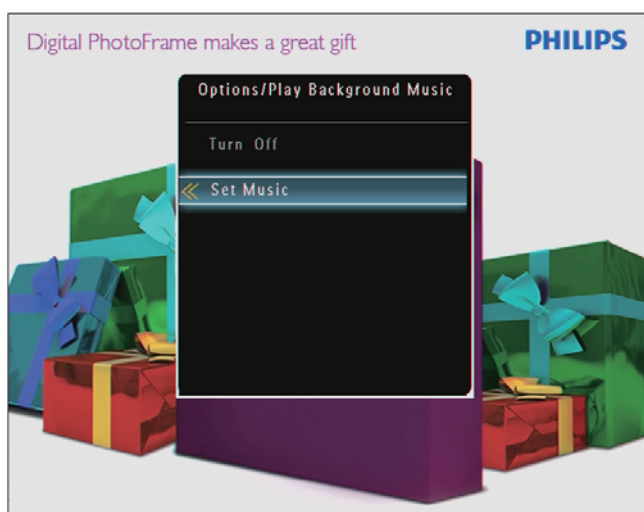 Digital PhotoFrame makes a great gift
PHILIPS
Options/Play Background Music
Turn Off
Set Music